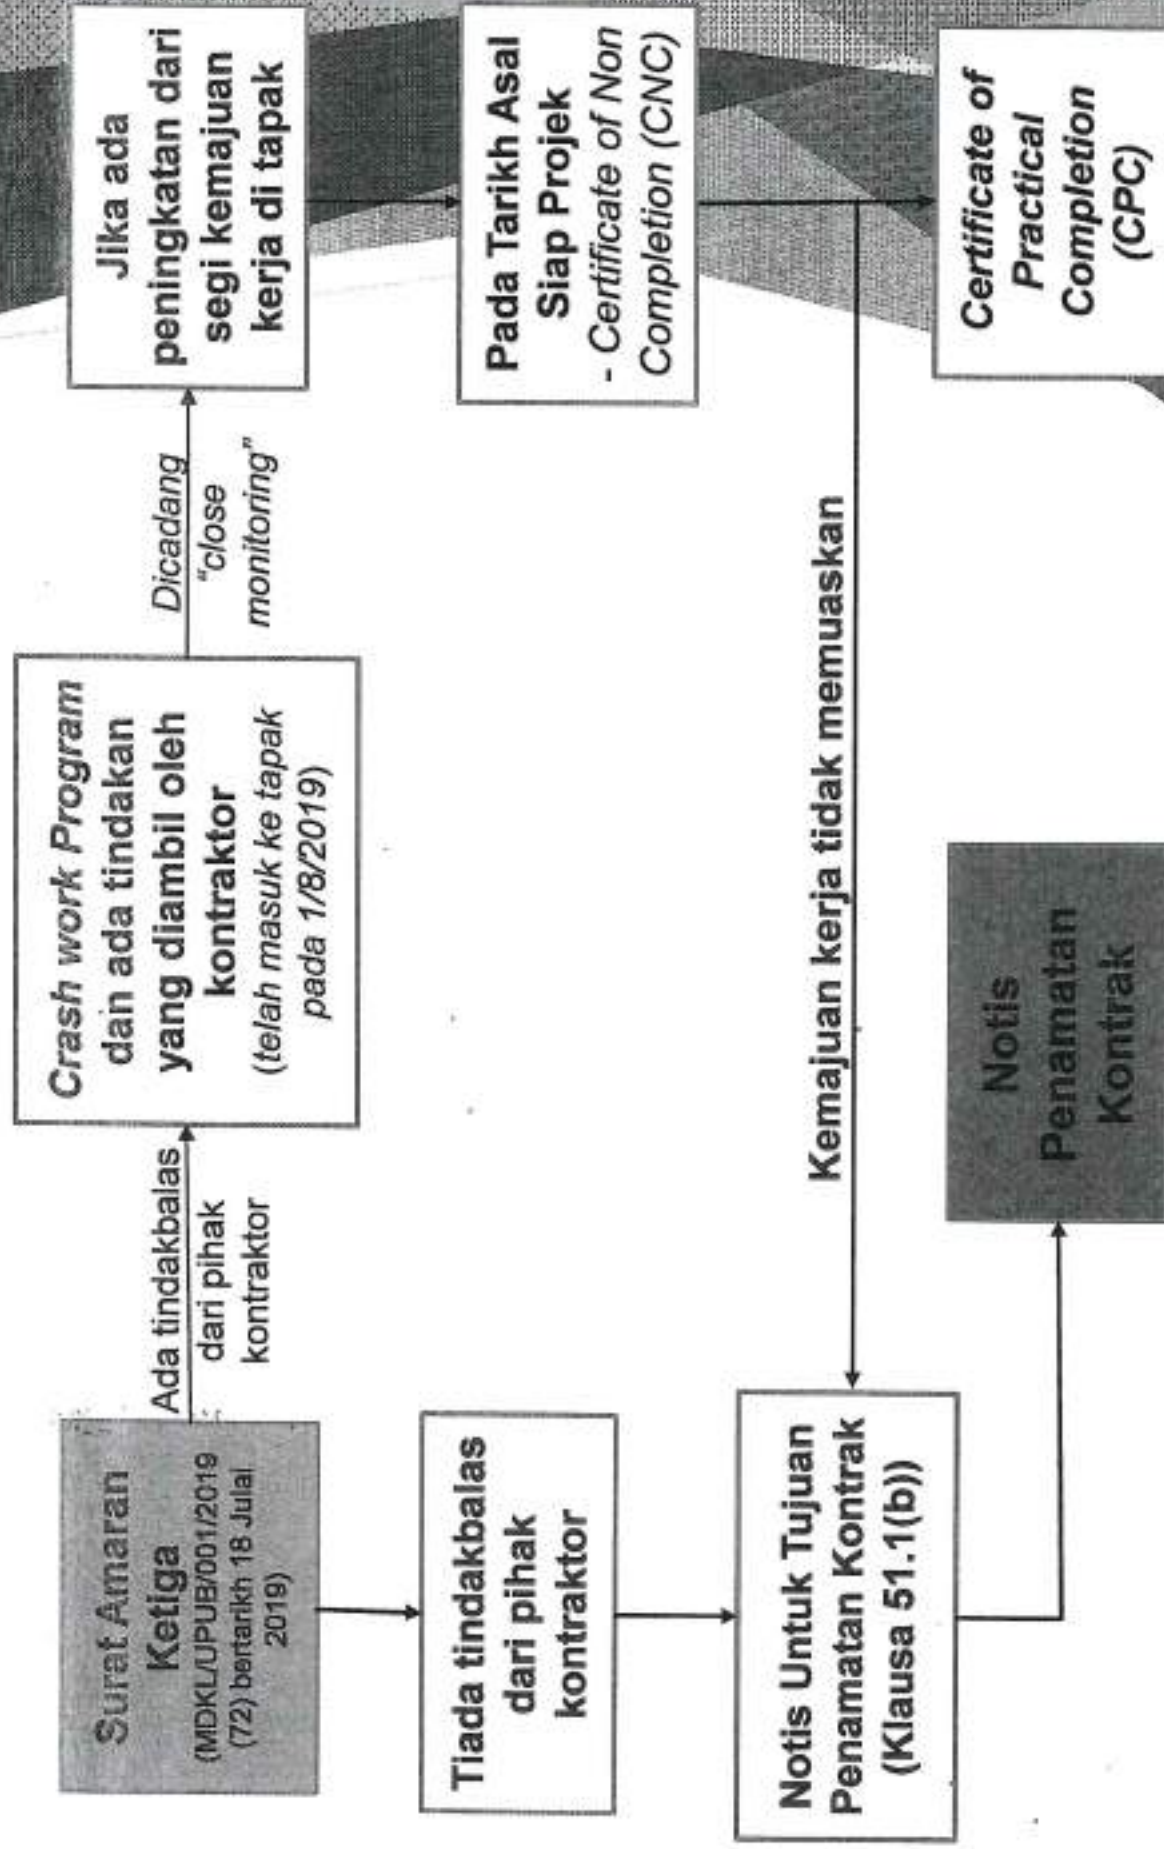 Surat Amaran
Ketiga
(MDKL/UPUB/001/2019
(72) bertarikh 18 Julai
2019)
Ada tindakbalas
dari pihak
kontraktor
Crash work Program
dan ada tindakan
yang diambil oleh
kontraktor
(telah masuk ke tapak
pada 1/8/2019)
Dicadang
"close
monitoring"
Jika ada
peningkatan dari
segi kemajuan
kerja di tapak
Tiada tindakbalas
dari pihak
kontraktor
Pada Tarikh Asal
Siap Projek
- Certificate of Non
Completion (CNC)
Kemajuan kerja tidak memuaskan
Notis Untuk Tujuan
Penamatan Kontrak
(Klausa 51.1(b))
Notis
Penamatan
Kontrak
Certificate of
Practical
Completion
(CPC)